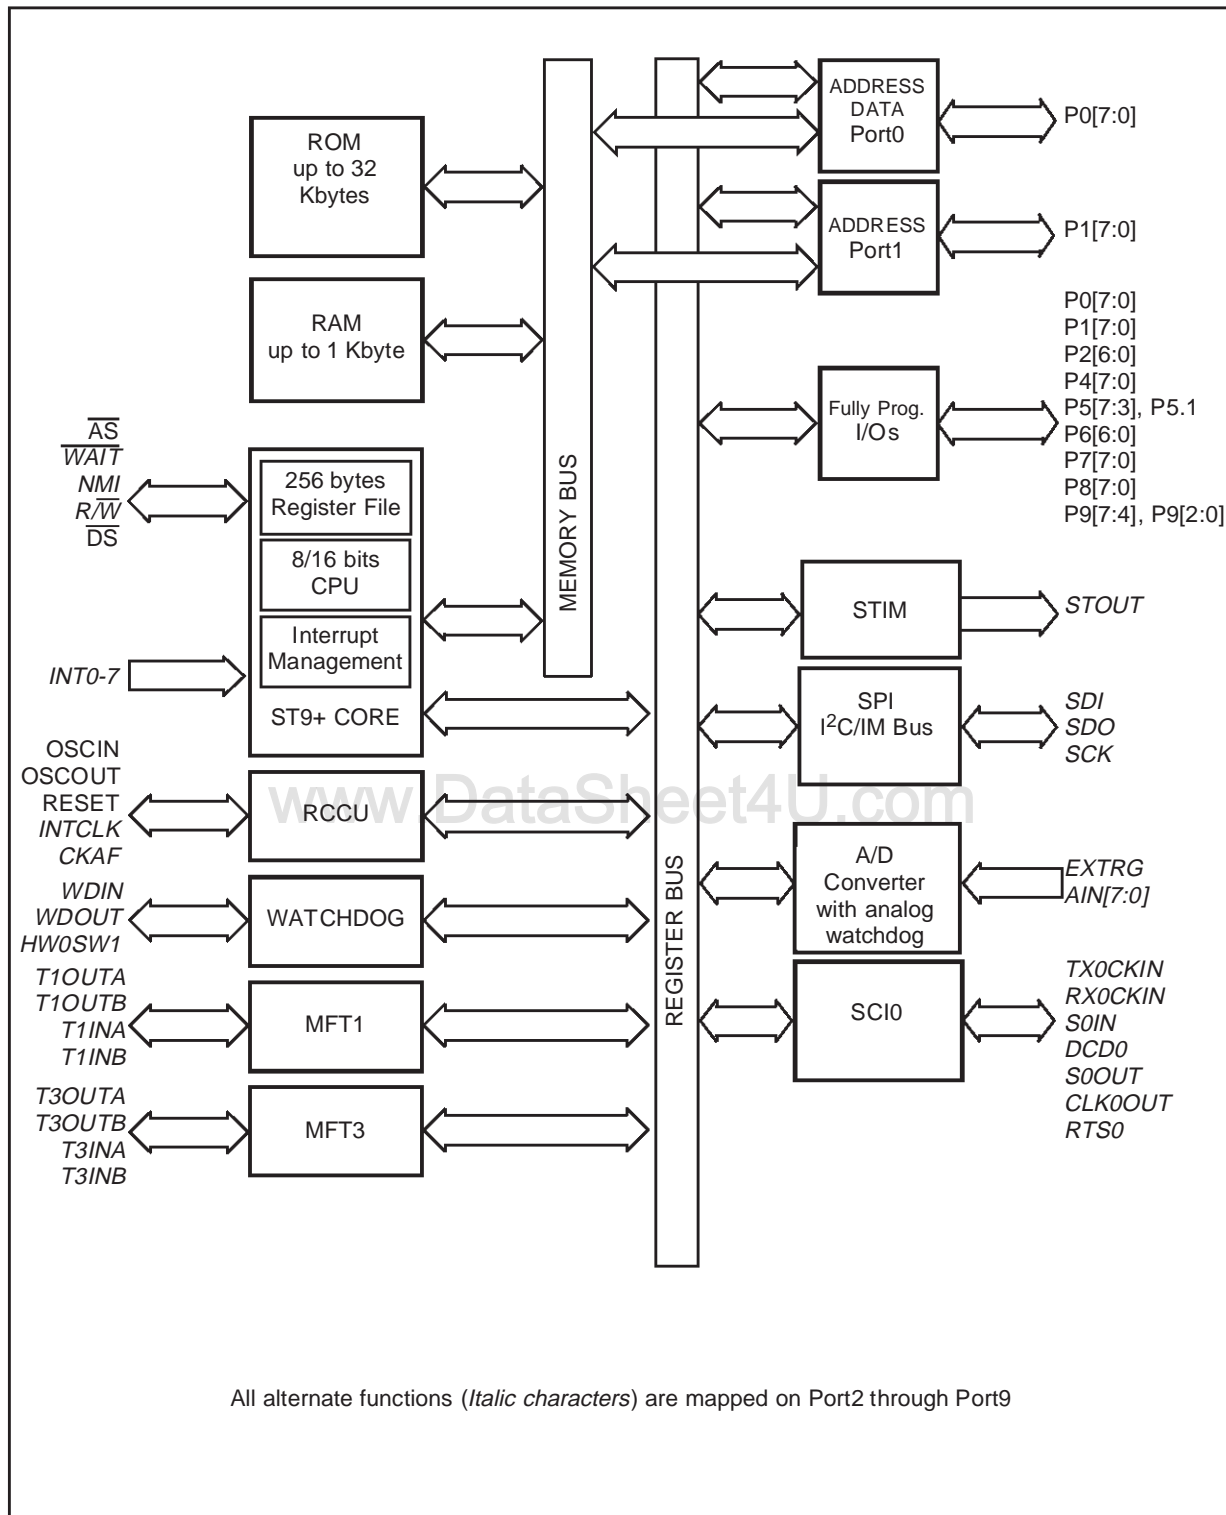 ROM
up to 32
Kbytes
RAM
up to 1 Kbyte
A̅S̅
W̅A̅I̅T̅
NMI
R/W̅
D̅S̅
256 bytes
Register File
8/16 bits
CPU
Interrupt
Management
ST9+ CORE
INT0-7
OSCIN
OSCOUT
RESET
INTCLK
CKAF
RCCU
WDIN
WDOUT
HW0SW1
WATCHDOG
T1OUTA
T1OUTB
T1INA
T1INB
MFT1
T3OUTA
T3OUTB
T3INA
T3INB
MFT3
MEMORY BUS
REGISTER BUS
ADDRESS
DATA
Port0
P0[7:0]
ADDRESS
Port1
P1[7:0]
Fully Prog.
I/Os
P0[7:0]
P1[7:0]
P2[6:0]
P4[7:0]
P5[7:3], P5.1
P6[6:0]
P7[7:0]
P8[7:0]
P9[7:4], P9[2:0]
STIM
STOUT
SPI
I²C/IM Bus
SDI
SDO
SCK
www.DataSheet4U.com
A/D
Converter
with analog
watchdog
EXTRG
AIN[7:0]
SCI0
TX0CKIN
RX0CKIN
S0IN
DCD0
S0OUT
CLK0OUT
RTS0
All alternate functions (Italic characters) are mapped on Port2 through Port9